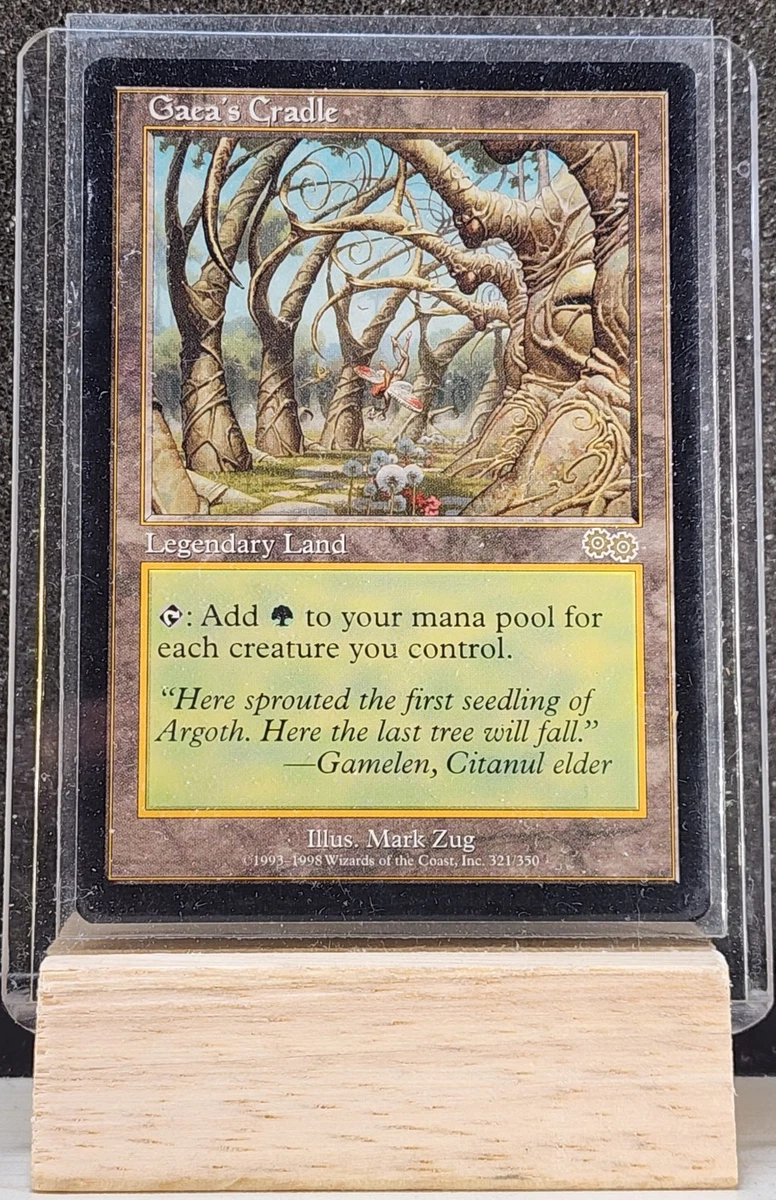 Gaea's Cradle
Legendary Land
: Add to your mana pool for
each creature you control.
“Here sprouted the first seedling of
Argoth. Here the last tree will fall.”
—Gamelen, Citanul elder
Illus. Mark Zug
©1993–1998 Wizards of the Coast, Inc. 321/350